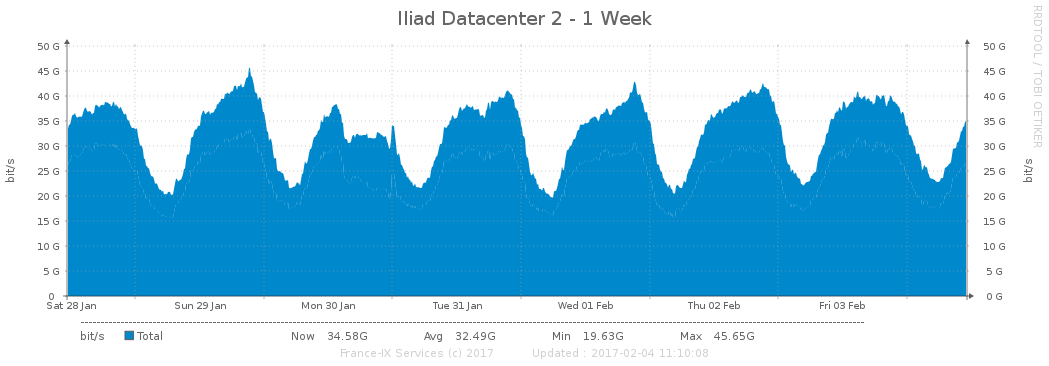 Iliad Datacenter 2 - 1 Week
RRDTOOL / TOBI OETIKER
50 G 50 G
45 G 45 G
40 G 40 G
35 G 35 G
30 G 30 G
25 G 25 G
20 G 20 G
15 G 15 G
10 G 10 G
5 G 5 G
0 0 G
bit/s bit/s
Sat 28 Jan Sun 29 Jan Mon 30 Jan Tue 31 Jan Wed 01 Feb Thu 02 Feb Fri 03 Feb
bit/s Total Now 34.58G Avg 32.49G Min 19.63G Max 45.65G
France-IX Services (c) 2017 Updated : 2017-02-04 11:10:08